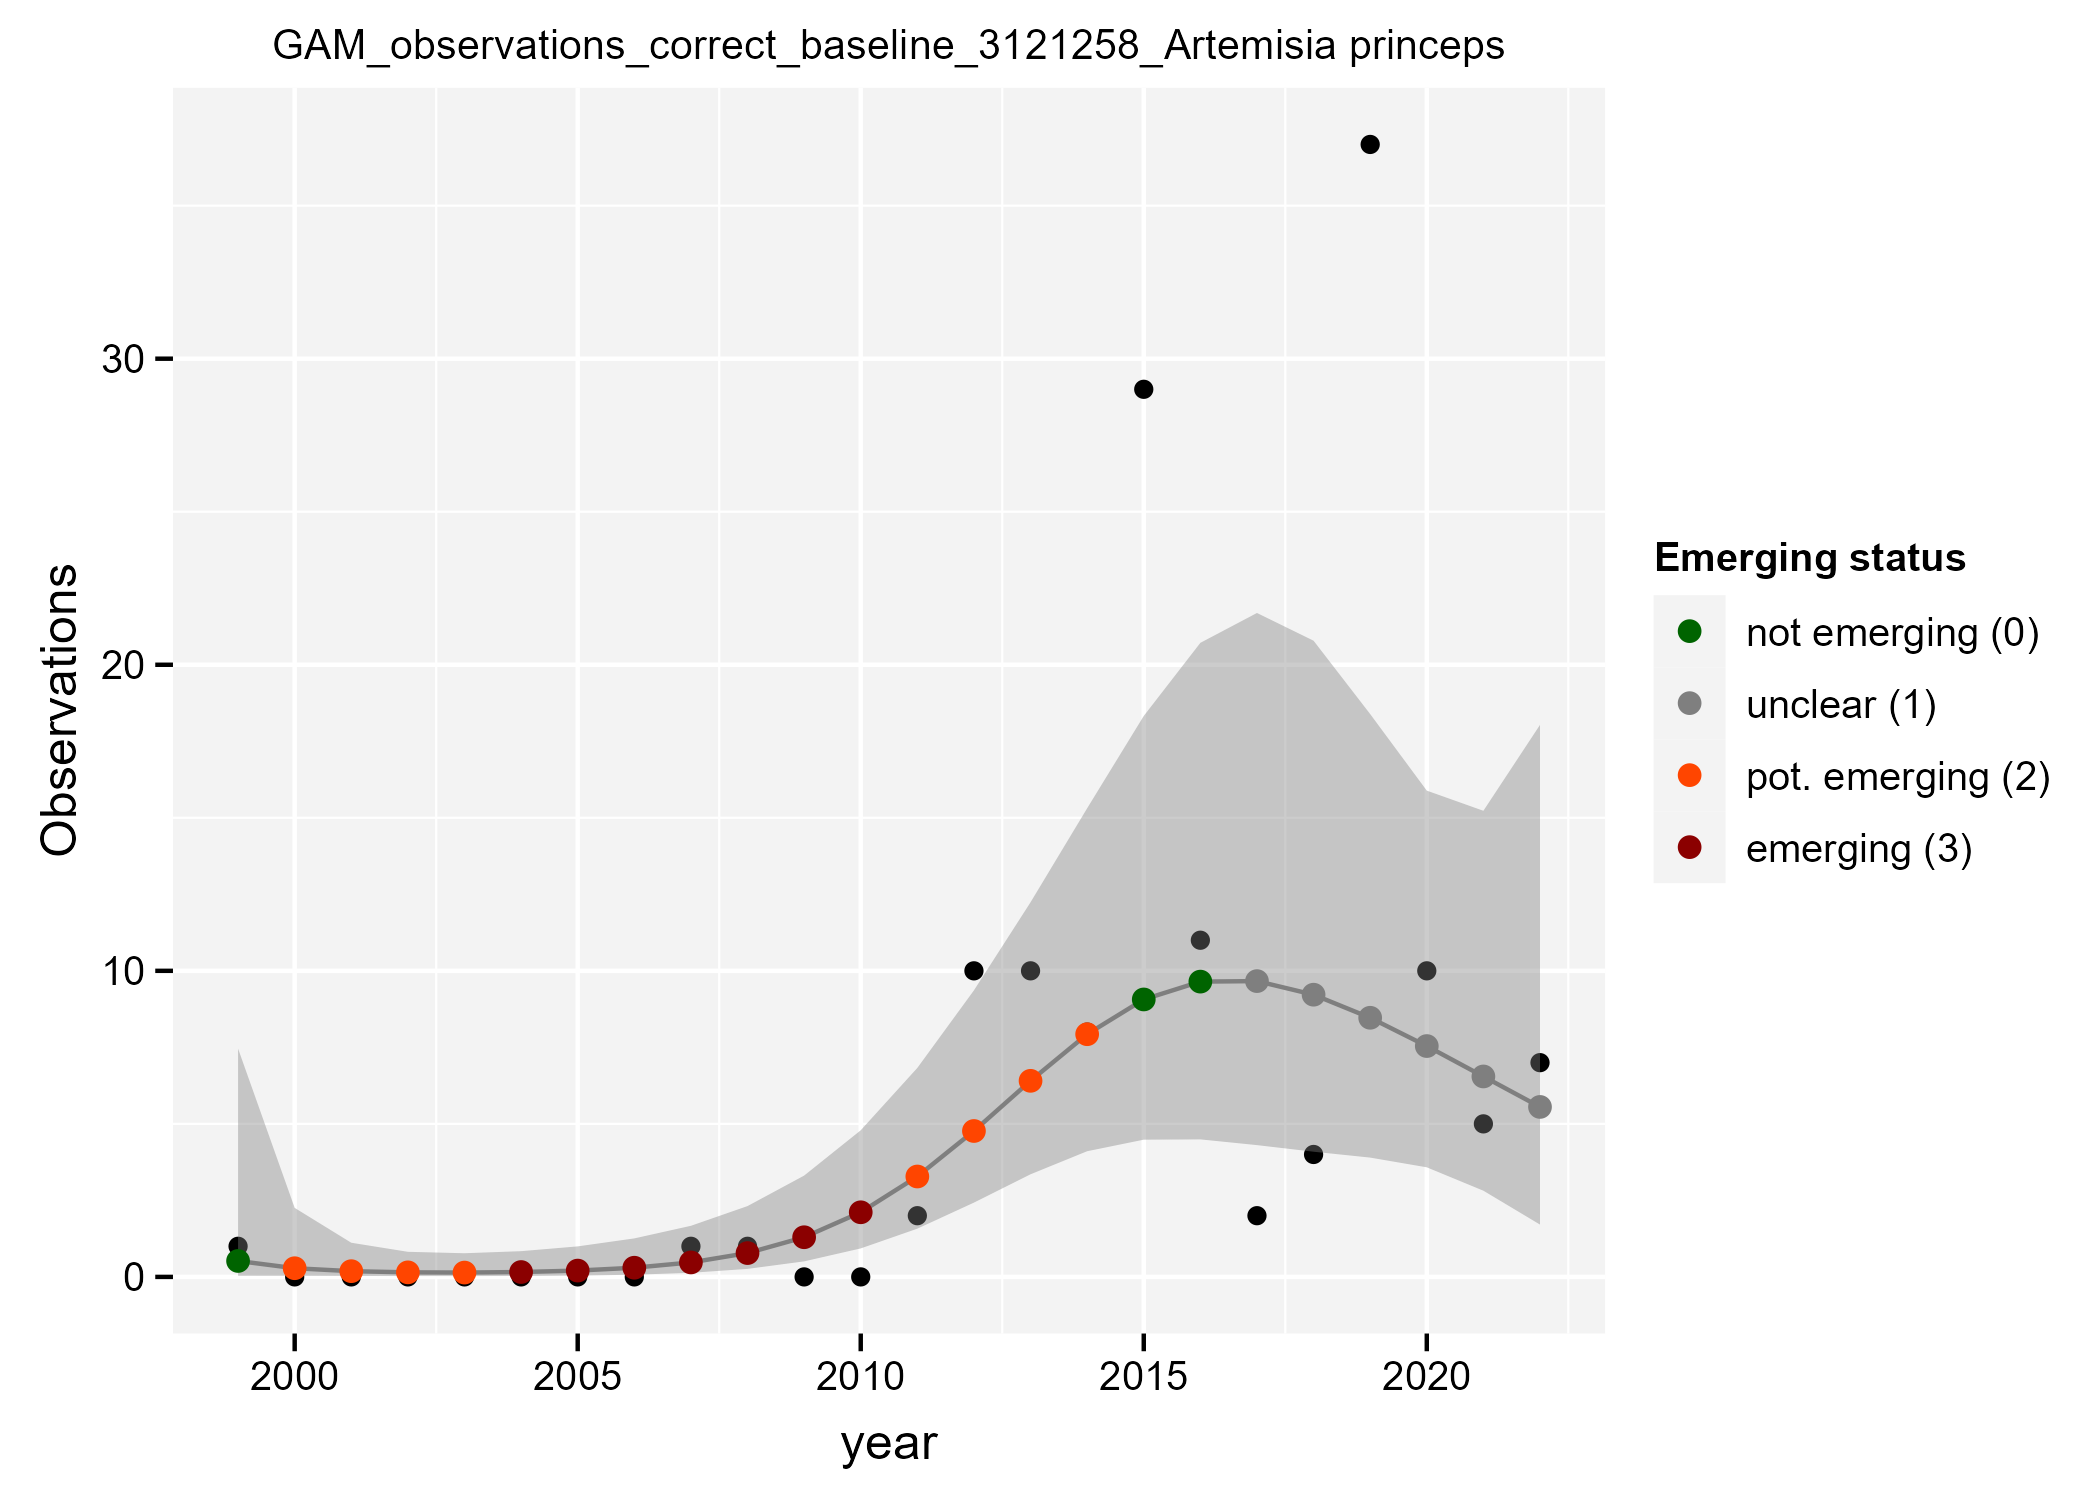 GAM_observations_correct_baseline_3121258_Artemisia princeps
Observations
30
20
10
0
2000 2005 2010 2015 2020
year
Emerging status
not emerging (0)
unclear (1)
pot. emerging (2)
emerging (3)